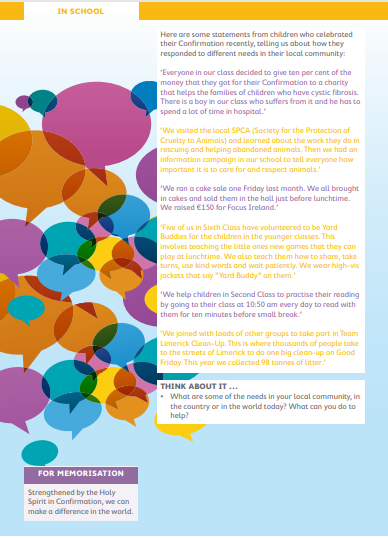 IN SCHOOL
Here are some statements from children who celebrated
their Confirmation recently, telling us about how they
responded to different needs in their local community:
'Everyone in our class decided to give ten per cent of the
money that they got for their Confirmation to a charity
that helps the families of children who have cystic fibrosis.
There is a boy in our class who suffers from it and he has to
spend a lot of time in hospital.'
'We visited the local SPCA (Society for the Protection of
Cruelty to Animals) and learned about the work they do in
rescuing and helping abandoned animals. Then we had an
information campaign in our school to tell everyone how
important it is to care for and respect animals.'
'We ran a cake sale one Friday last month. We all brought
in cakes and sold them in the hall just before lunchtime.
We raised €150 for Focus Ireland.'
'Five of us in Sixth Class have volunteered to be Yard
Buddies for the children in the younger classes. This
involves teaching the little ones new games that they can
play at lunchtime. We also teach them how to share, take
turns, use kind words and wait patiently. We wear high-vis
jackets that say "Yard Buddy" on them.'
'We help children in Second Class to practise their reading
by going to their class at 10:50 am every day to read with
them for ten minutes before small break.'
'We joined with loads of other groups to take part in Team
Limerick Clean-Up. This is where thousands of people take
to the streets of Limerick to do one big clean-up on Good
Friday. This year we collected 98 tonnes of litter.'
THINK ABOUT IT ...
• What are some of the needs in your local community, in
the country or in the world today? What can you do to
help?
FOR MEMORISATION
Strengthened by the Holy
Spirit in Confirmation, we can
make a difference in the world.